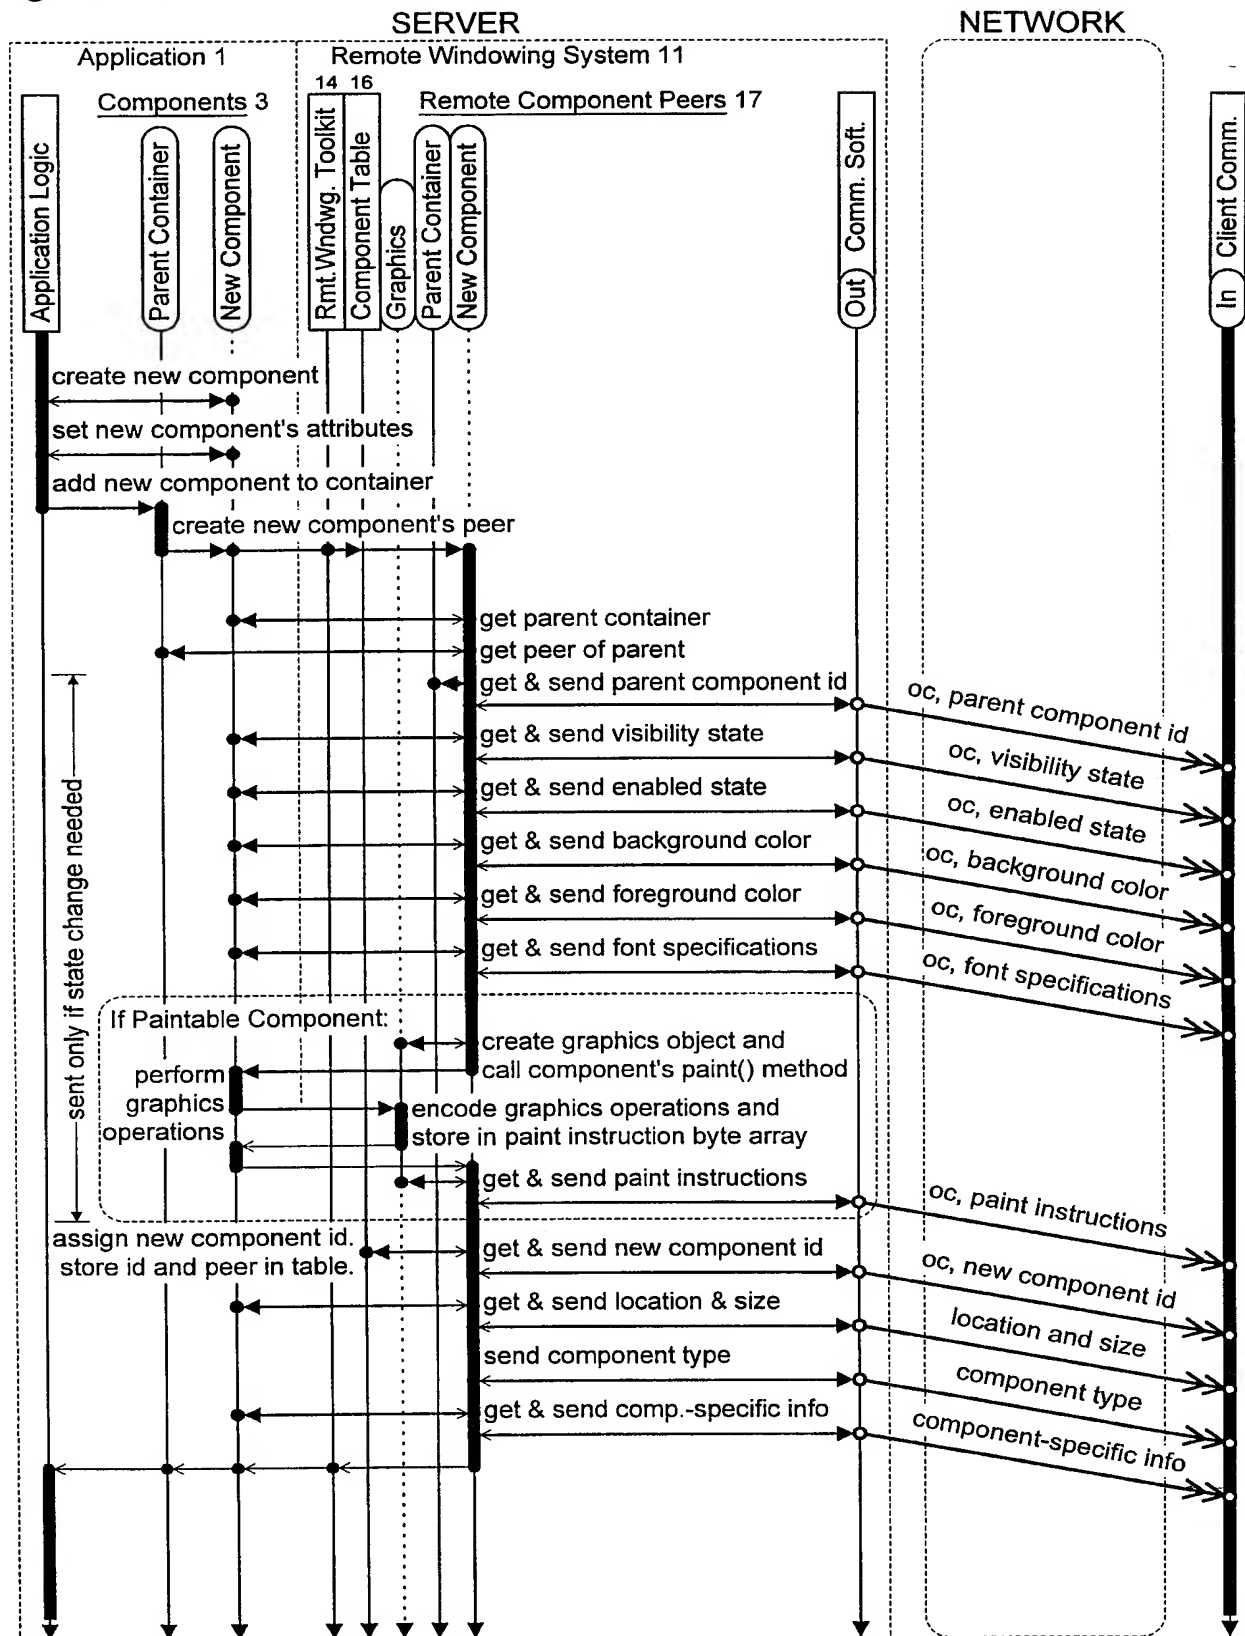 SERVER
NETWORK
Application 1
Remote Windowing System 11
14 16
Components 3
Remote Component Peers 17
Application Logic
Parent Container
New Component
Rmt.Wndwg. Toolkit
Component Table
Graphics
Parent Container
New Component
Out Comm. Soft.
In Client Comm.
create new component
set new component's attributes
add new component to container
create new component's peer
get parent container
get peer of parent
get & send parent component id
oc, parent component id
get & send visibility state
oc, visibility state
get & send enabled state
oc, enabled state
get & send background color
oc, background color
get & send foreground color
oc, foreground color
get & send font specifications
oc, font specifications
sent only if state change needed
If Paintable Component:
create graphics object and
call component's paint() method
perform
graphics
operations
encode graphics operations and
store in paint instruction byte array
get & send paint instructions
oc, paint instructions
assign new component id.
store id and peer in table.
get & send new component id
oc, new component id
get & send location & size
location and size
send component type
component type
get & send comp.-specific info
component-specific info